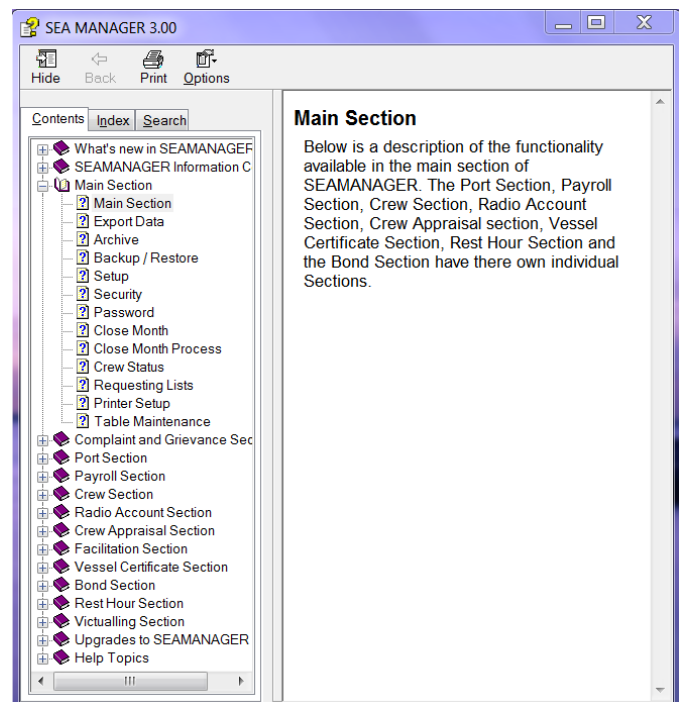 SEA MANAGER 3.00
Hide Back Print Options
Contents Index Search
What's new in SEAMANAGER
SEAMANAGER Information C
Main Section
Main Section
Export Data
Archive
Backup / Restore
Setup
Security
Password
Close Month
Close Month Process
Crew Status
Requesting Lists
Printer Setup
Table Maintenance
Complaint and Grievance Sec
Port Section
Payroll Section
Crew Section
Radio Account Section
Crew Appraisal Section
Facilitation Section
Vessel Certificate Section
Bond Section
Rest Hour Section
Victualling Section
Upgrades to SEAMANAGER
Help Topics
Main Section
Below is a description of the functionality
available in the main section of
SEAMANAGER. The Port Section, Payroll
Section, Crew Section, Radio Account
Section, Crew Appraisal section, Vessel
Certificate Section, Rest Hour Section and
the Bond Section have there own individual
Sections.